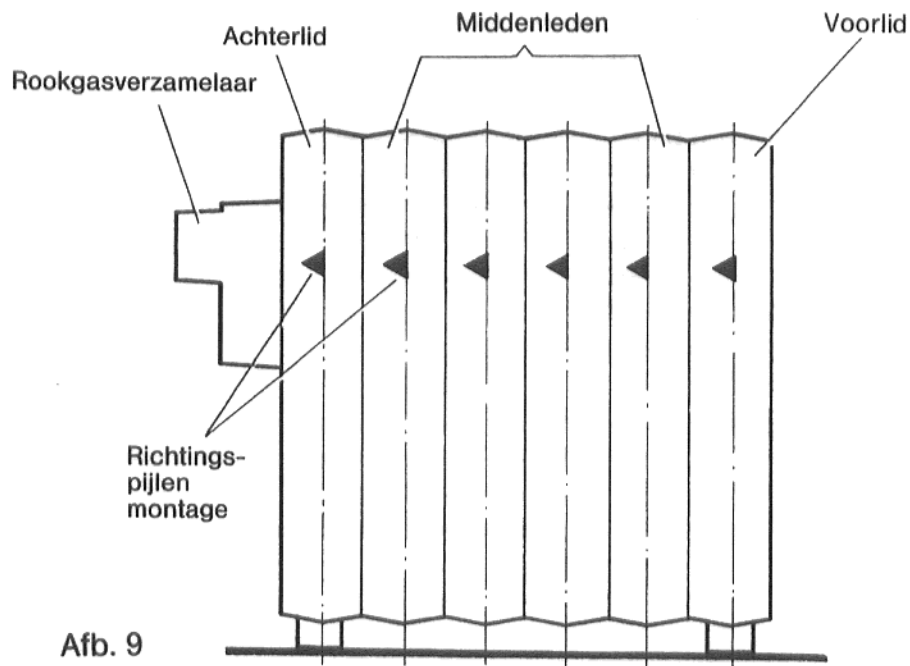 Middenleden
Voorlid
Achterlid
Rookgasverzamelaar
Richtings-
pijlen
montage
Afb. 9